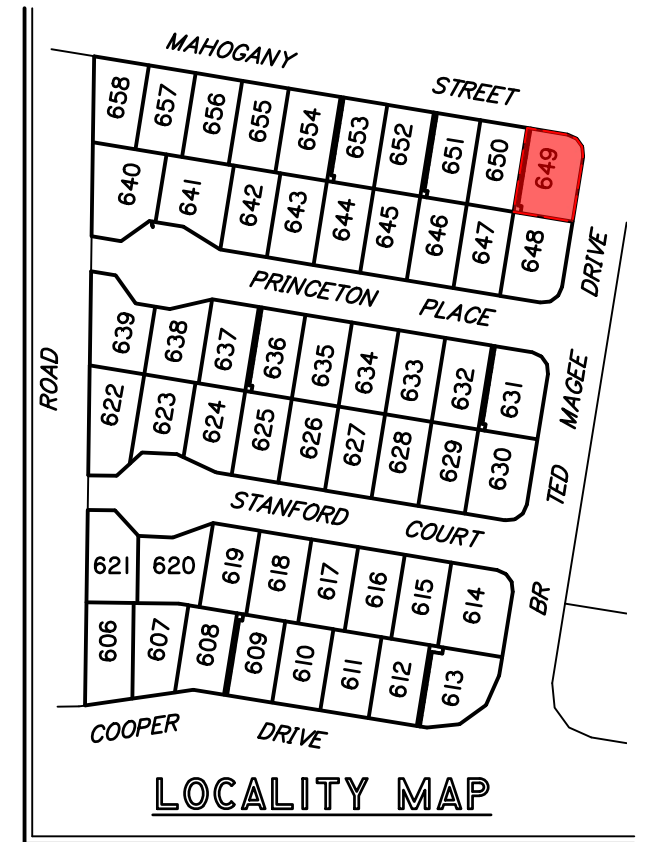 MAHOGANY STREET
658 657 656 655 654 653 652 651 650 649
640 641 642 643 644 645 646 647 648
PRINCETON PLACE
639 638 637 636 635 634 633 632 631
622 623 624 625 626 627 628 629 630
STANFORD COURT
621 620 619 618 617 616 615 614
606 607 608 609 610 611 612 613
COOPER DRIVE
ROAD
BR TED MAGEE DRIVE
LOCALITY MAP